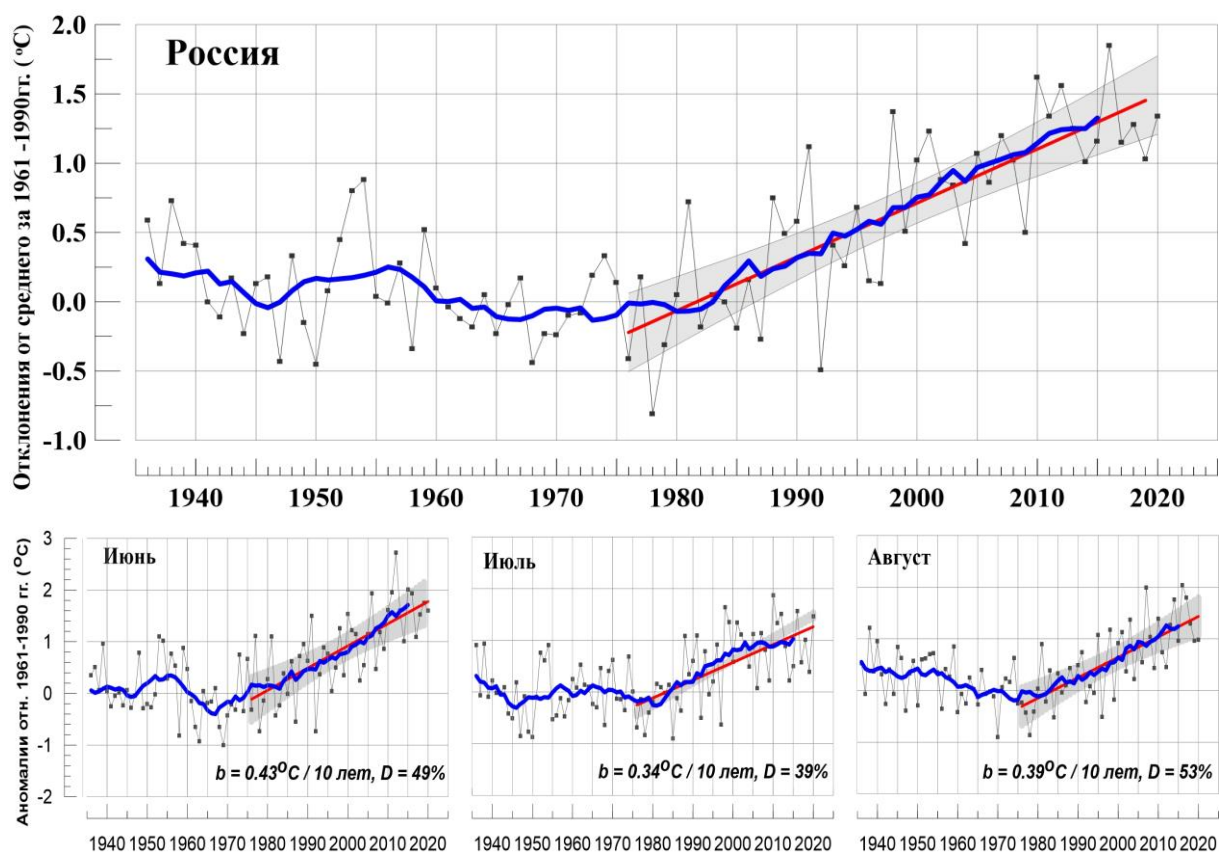 Россия
Отклонения от среднего за 1961 -1990гг. ( °C)
2.0
1.5
1.0
0.5
0.0
-0.5
-1.0
1940 1950 1960 1970 1980 1990 2000 2010 2020
Аномалии отн. 1961-1990 гг. (°C)
3
2
1
0
-1
-2
Июнь
b = 0.43°C / 10 лет, D = 49%
1940 1950 1960 1970 1980 1990 2000 2010 2020
Июль
b = 0.34°C / 10 лет, D = 39%
1940 1950 1960 1970 1980 1990 2000 2010 2020
Август
b = 0.39°C / 10 лет, D = 53%
1940 1950 1960 1970 1980 1990 2000 2010 2020